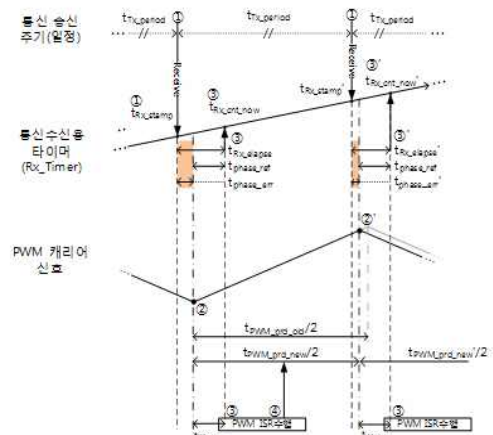 통신 송신
주기(일정)
... t_Tx_period ① t_Tx_period ① t_Tx_period ...
Receive
Receive
③'
t_Rx_cnt_now'
t_Rx_stamp'
①
t_Rx_stamp
③
t_Rx_cnt_now
통신수신용
타이머
(Rx_Timer)
③
t_Rx_elapse
t_phase_ref
t_phase_err
③'
t_Rx_elapse'
t_phase_ref
t_phase_err
PWM 캐리어
신호
②'
②
t_PWM_prd_old/2
t_PWM_prd_new/2
t_PWM_prd_new'/2
③ ④
PWM ISR수행
③
PWM ISR수행